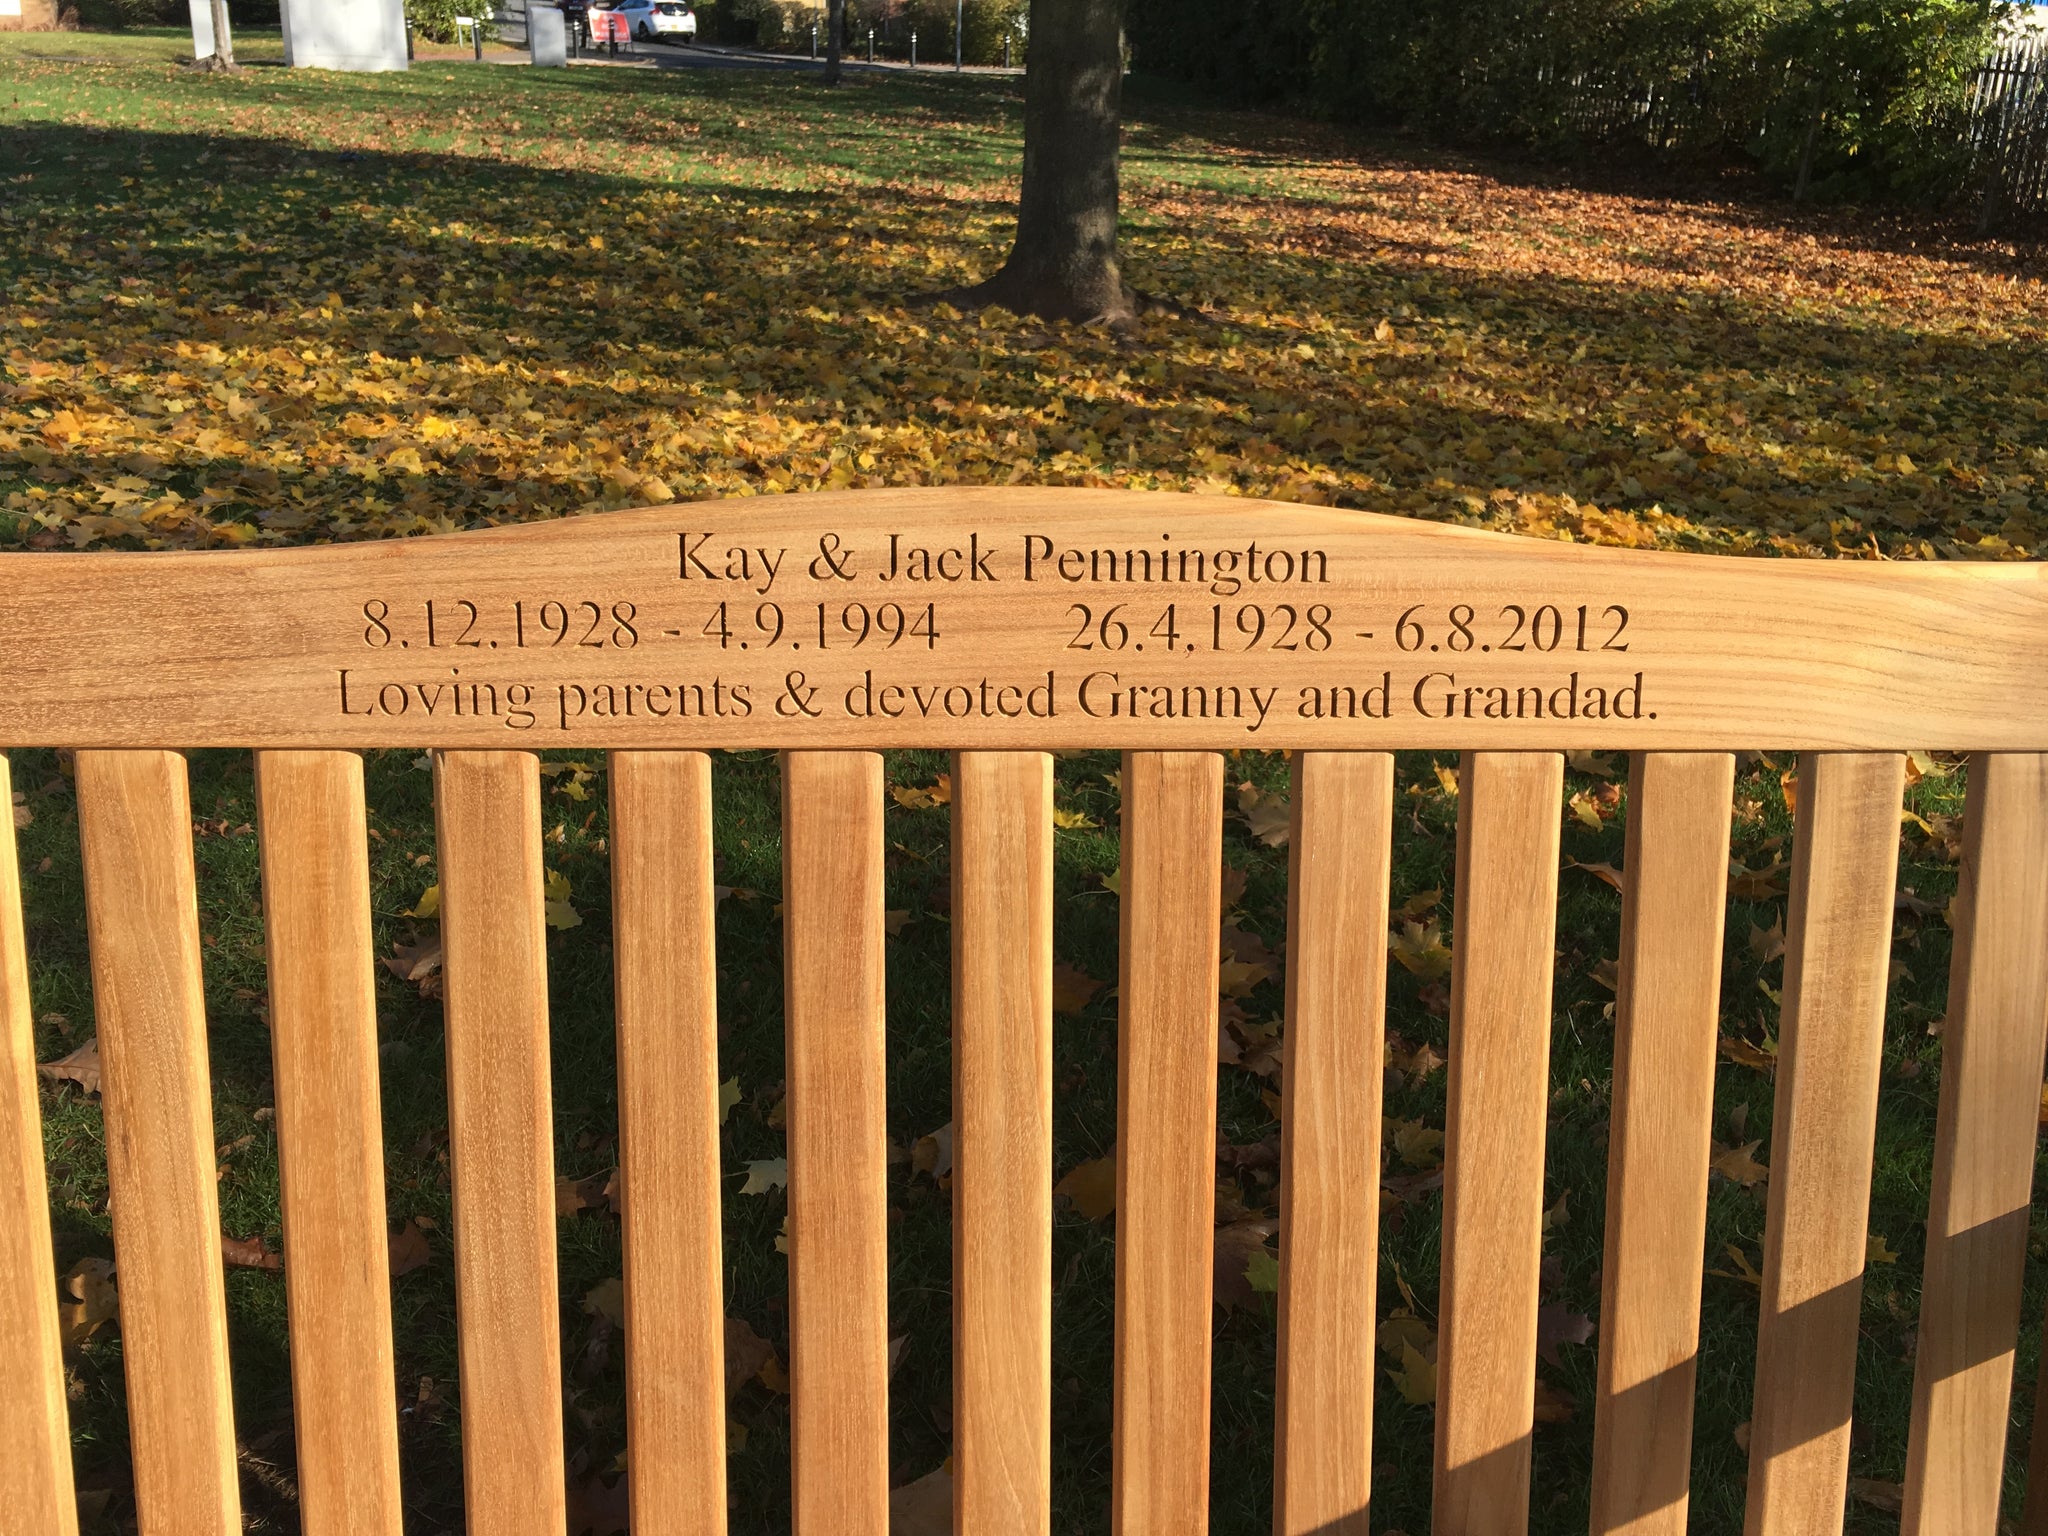 Kay & Jack Pennington
8.12.1928 - 4.9.1994 26.4.1928 - 6.8.2012
Loving parents & devoted Granny and Grandad.